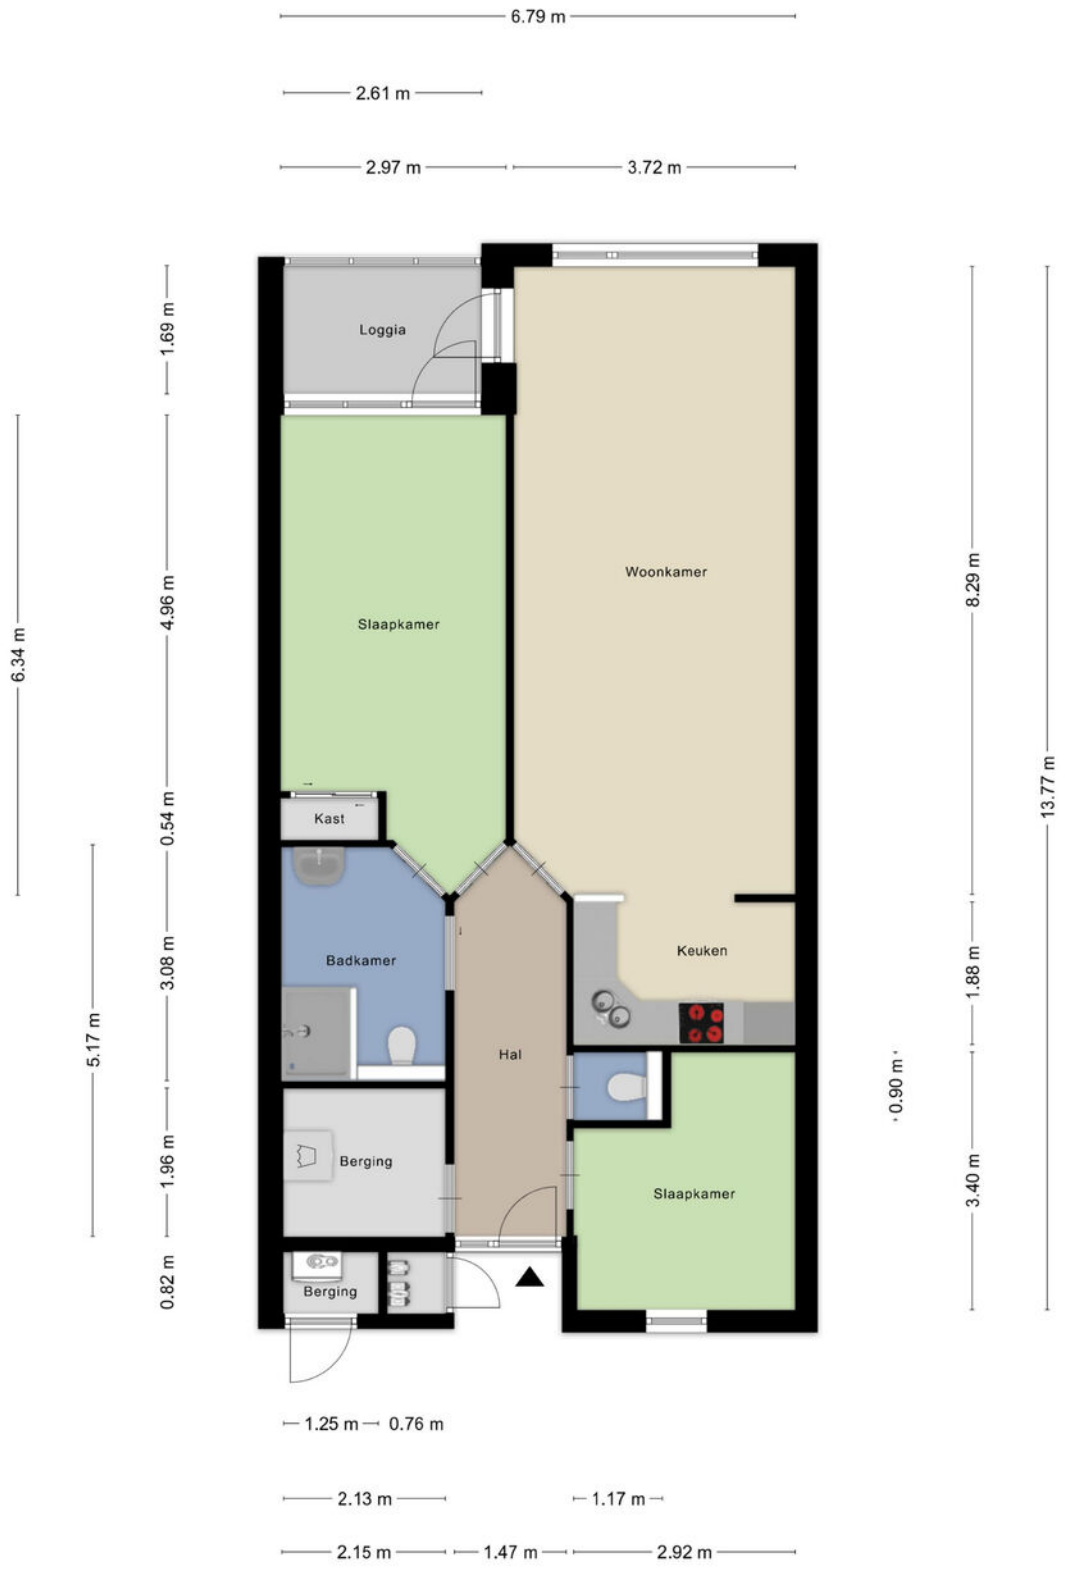 6.79 m
2.61 m
2.97 m
3.72 m
Loggia
1.69 m
Woonkamer
8.29 m
Slaapkamer
4.96 m
6.34 m
13.77 m
Kast
0.54 m
Keuken
1.88 m
Badkamer
3.08 m
5.17 m
Hal
0.90 m
Berging
1.96 m
Slaapkamer
3.40 m
Berging
0.82 m
1.25 m
0.76 m
2.13 m
1.17 m
2.15 m
1.47 m
2.92 m